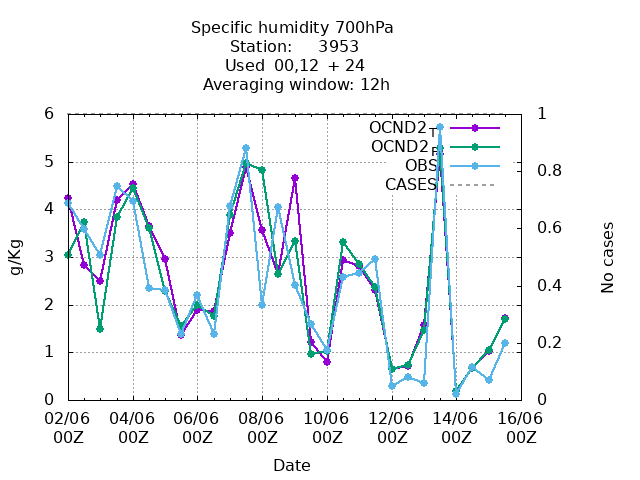 Specific humidity 700hPa
Station: 3953
Used 00,12 + 24
Averaging window: 12h
OCND2_T
OCND2
OBS
CASES
6
5
4
3
2
1
0
1
0.8
0.6
0.4
0.2
0
g/Kg
No cases
02/06 04/06 06/06 08/06 10/06 12/06 14/06 16/06
00Z 00Z 00Z 00Z 00Z 00Z 00Z 00Z
Date